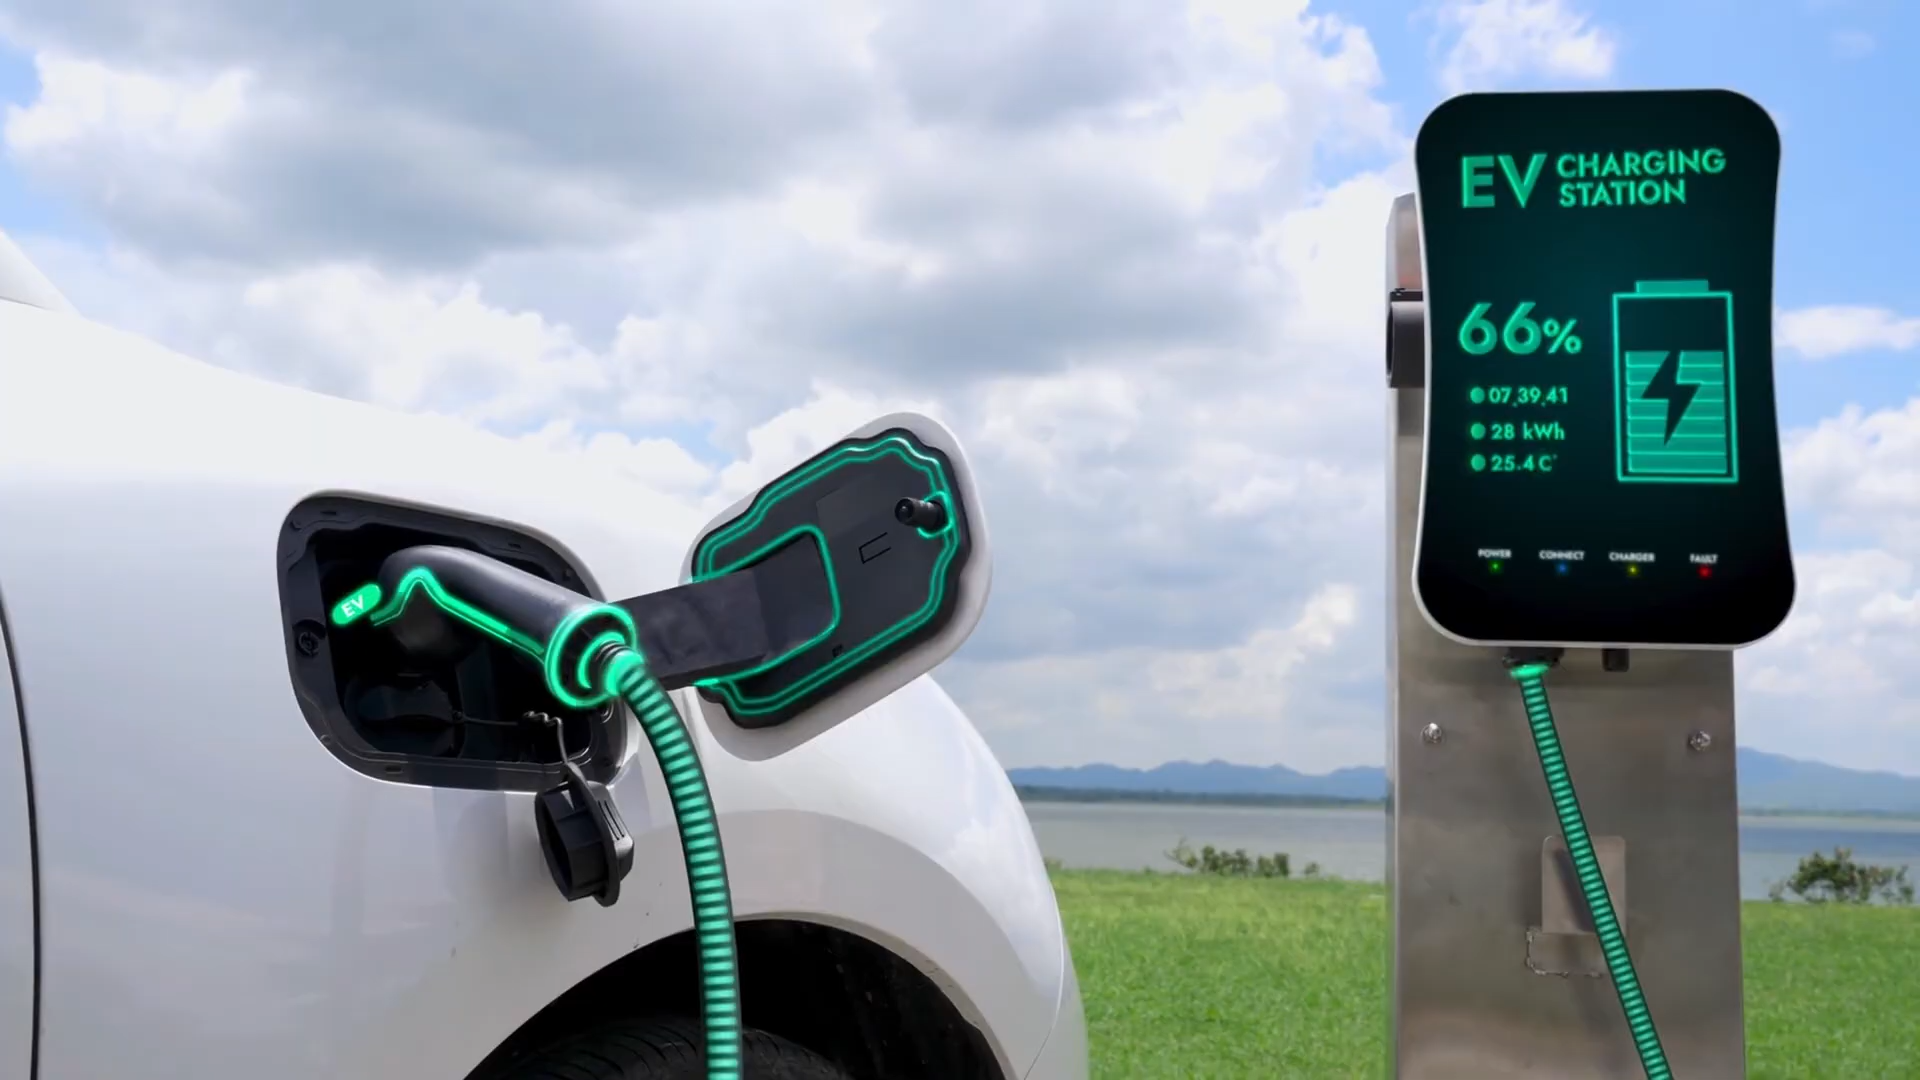 EV CHARGING
STATION
66%
07.39.41
28 kWh
25.4 C°
POWER CONNECT CHARGER FAULT
EV